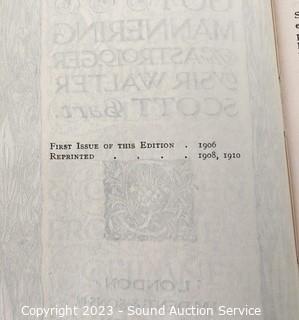 GUY
MANNERING
ASTROLOGER
SIR WALTER
SCOTT Bart.
FIRST ISSUE OF THIS EDITION . 1906
REPRINTED . . . . 1908, 1910
LONDON
Copyright 2023 - Sound Auction Service